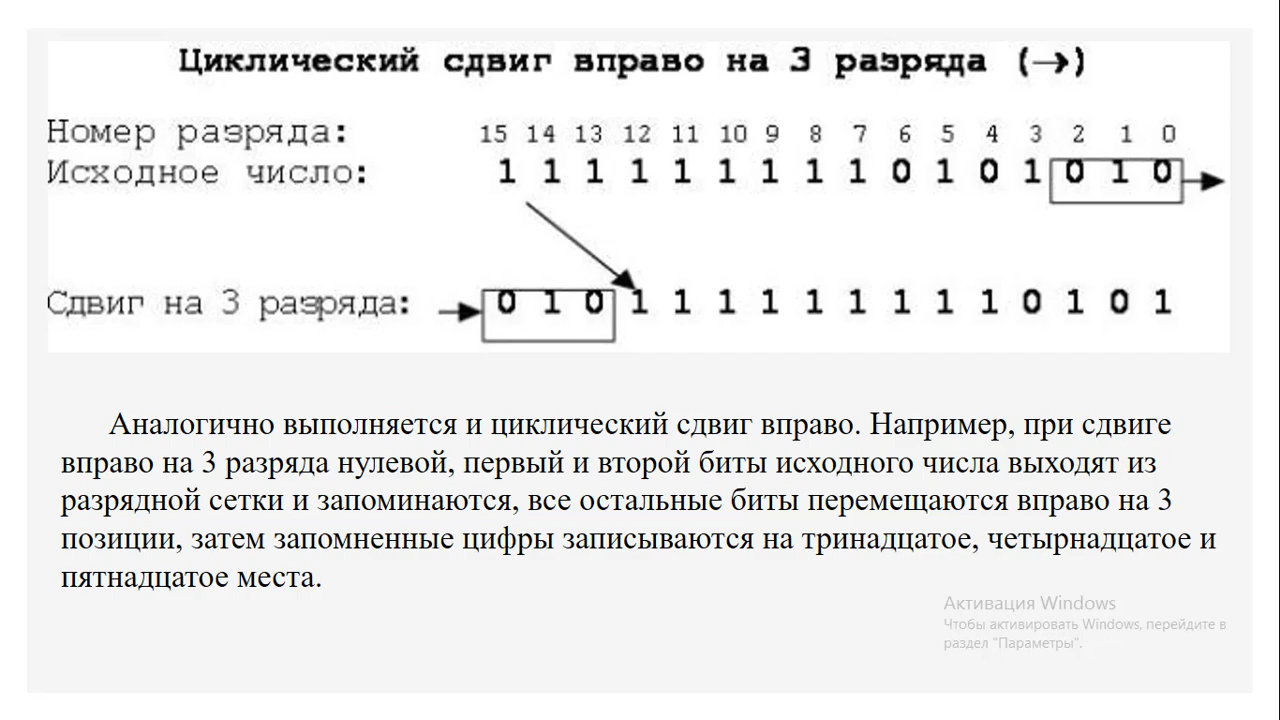 Циклический сдвиг вправо на 3 разряда (→)
Номер разряда: 15 14 13 12 11 10 9 8 7 6 5 4 3 2 1 0
Исходное число: 1 1 1 1 1 1 1 1 1 0 1 0 1 0 1 0
Сдвиг на 3 разряда: 0 1 0 1 1 1 1 1 1 1 1 1 0 1 0 1
Аналогично выполняется и циклический сдвиг вправо. Например, при сдвиге
вправо на 3 разряда нулевой, первый и второй биты исходного числа выходят из
разрядной сетки и запоминаются, все остальные биты перемещаются вправо на 3
позиции, затем запомненные цифры записываются на тринадцатое, четырнадцатое и
пятнадцатое места.
Активация Windows
Чтобы активировать Windows, перейдите в
раздел "Параметры".